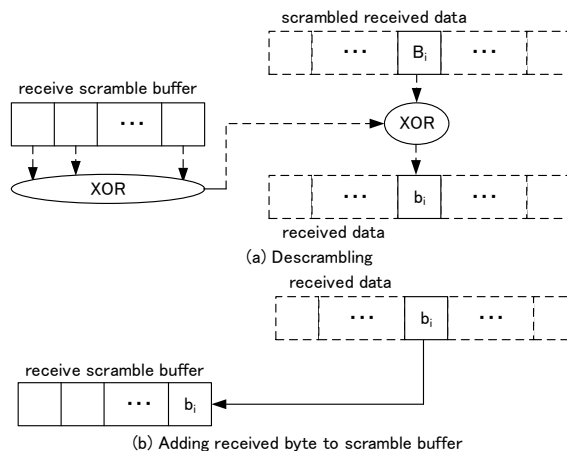 scrambled received data
... Bi ...
receive scramble buffer
...
XOR
XOR
... bi ...
received data
(a) Descrambling
received data
... bi ...
receive scramble buffer
... bi
(b) Adding received byte to scramble buffer